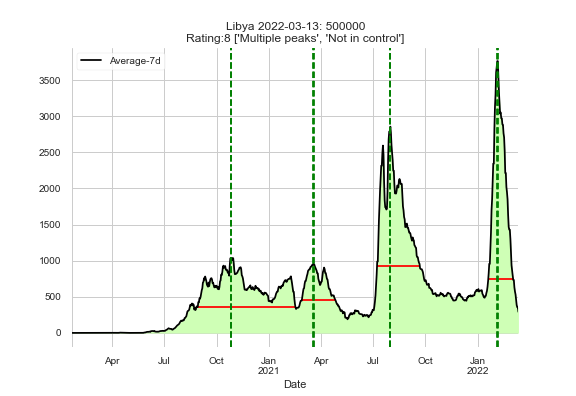 Libya 2022-03-13: 500000
Rating:8 ['Multiple peaks', 'Not in control']
Average-7d
3500
3000
2500
2000
1500
1000
500
0
Apr Jul Oct Jan Apr Jul Oct Jan
2021 2022
Date